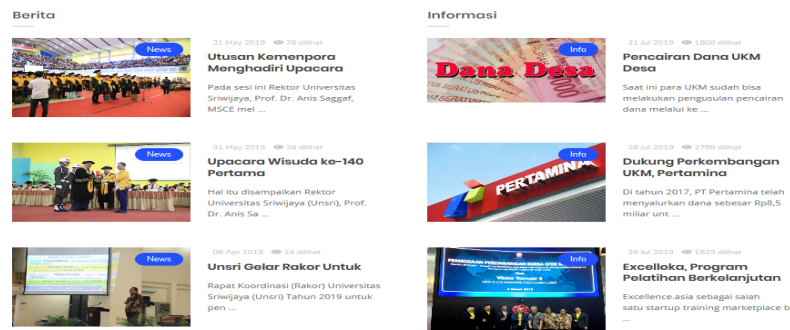 Berita
News
31 May 2019 76 dilihat
Utusan Kemenpora
Menghadiri Upacara
Pada sesi ini Rektor Universitas
Sriwijaya, Prof. Dr. Anis Saggaf,
MSCE mel ...
News
31 May 2019 38 dilihat
Upacara Wisuda ke-140
Pertama
Hal itu disampaikan Rektor
Universitas Sriwijaya (Unsri), Prof.
Dr. Anis Sa ...
News
06 Apr 2019 24 dilihat
Unsri Gelar Rakor Untuk
Rapat Koordinasi (Rakor) Universitas
Sriwijaya (Unsri) Tahun 2019 untuk
pen ...
Informasi
Info
Dana Desa
31 Jul 2019 1808 dilihat
Pencairan Dana UKM
Desa
Saat ini para UKM sudah bisa
melakukan pengusulan pencairan
dana melalui ke ...
Info
PERTAMINA
28 Jul 2019 2768 dilihat
Dukung Perkembangan
UKM, Pertamina
Di tahun 2017, PT Pertamina telah
menyalurkan dana sebesar Rp8,5
miliar unt ...
Info
28 Jul 2019 1629 dilihat
Excelloka, Program
Pelatihan Berkelanjutan
Excellence.asia sebagai salah
satu startup training marketplace b
...